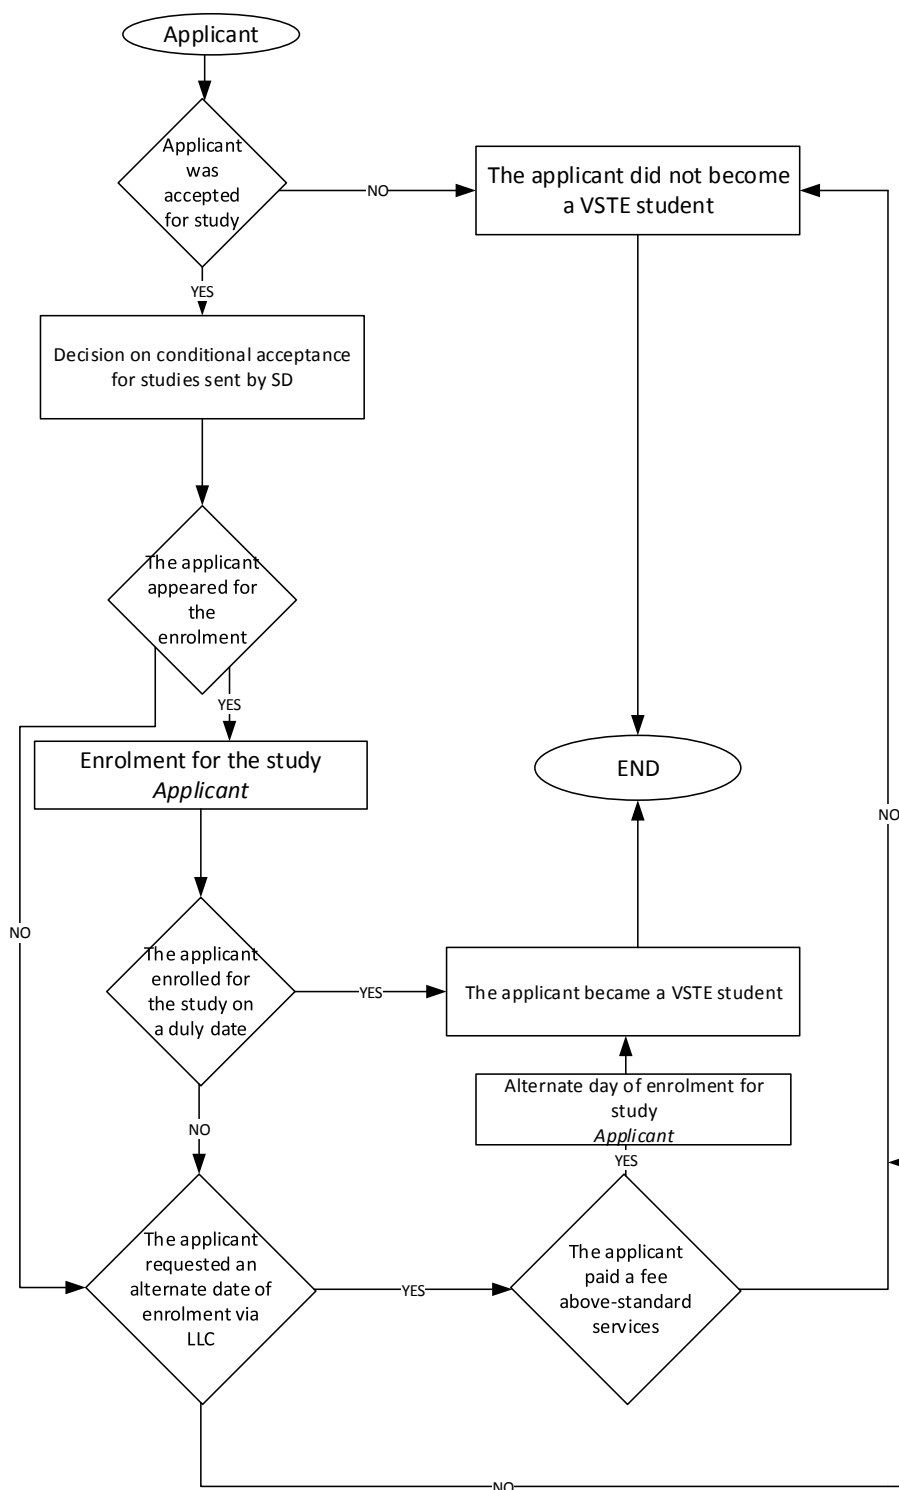 Applicant
Applicant
was
accepted
for study
NO
The applicant did not become
a VSTE student
YES
Decision on conditional acceptance
for studies sent by SD
The applicant
appeared for
the
enrolment
YES
Enrolment for the study
Applicant
END
NO
NO
The applicant
enrolled for
the study on
a duly date
YES
The applicant became a VSTE student
Alternate day of enrolment for
study
Applicant
NO
YES
The applicant
requested an
alternate date of
enrolment via
LLC
YES
The applicant
paid a fee
above-standard
services
NO